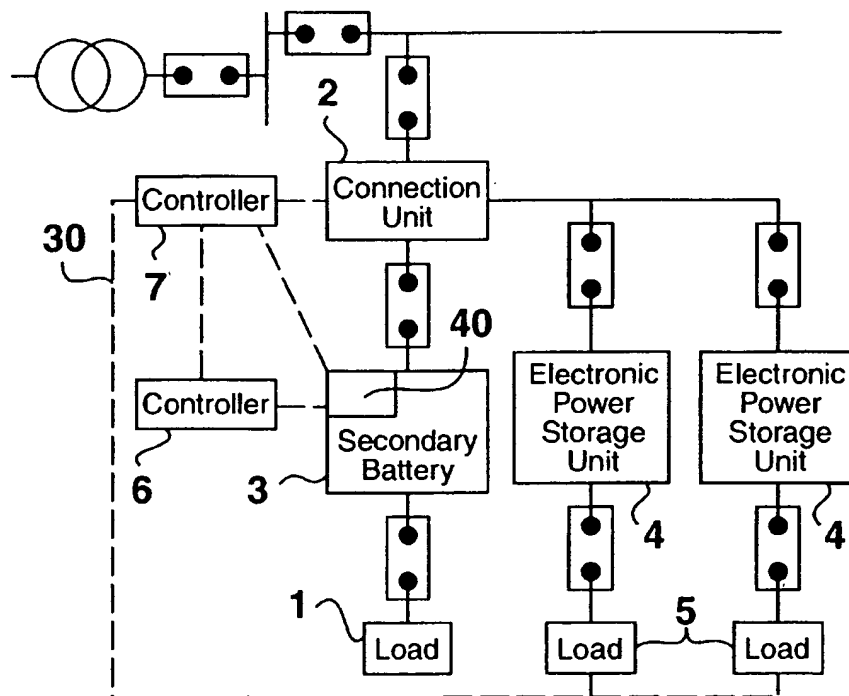 2
Controller
Connection
Unit
30
7
40
Controller
Secondary
Battery
Electronic
Power
Storage
Unit
Electronic
Power
Storage
Unit
6
3
4
4
1
5
Load
Load
Load